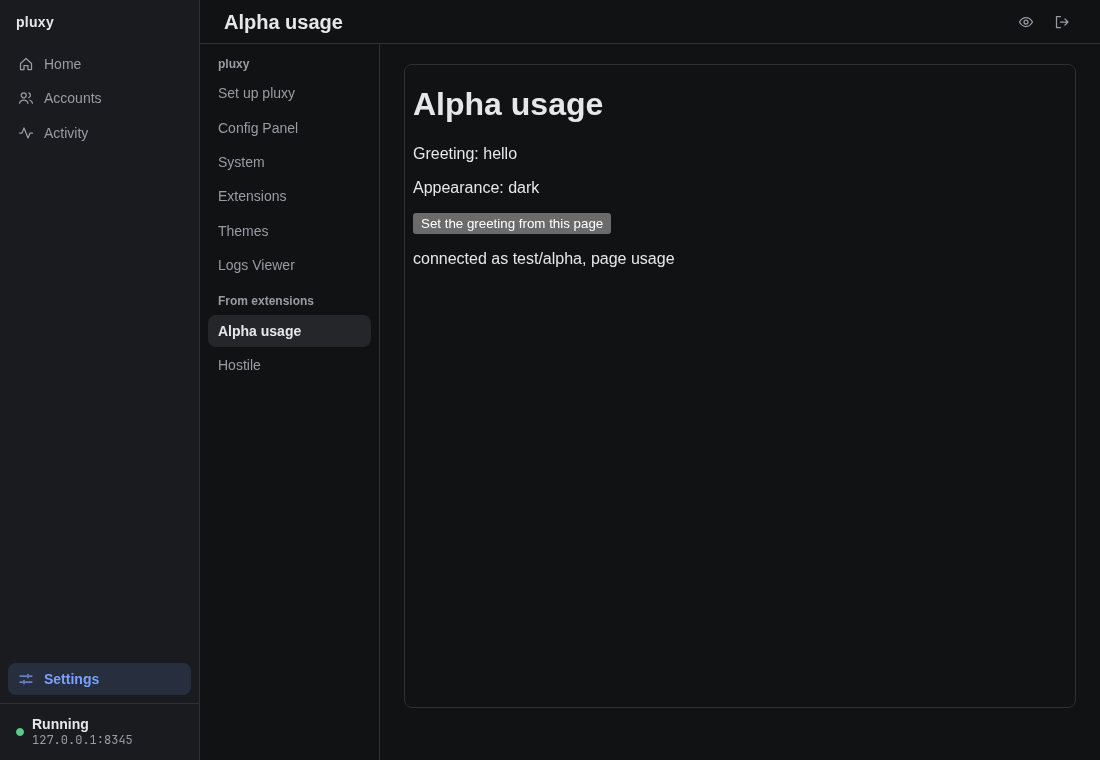 pluxy
Home
Accounts
Activity
Settings
Running
127.0.0.1:8345
Alpha usage
pluxy
Set up pluxy
Config Panel
System
Extensions
Themes
Logs Viewer
From extensions
Alpha usage
Hostile
Alpha usage
Greeting: hello
Appearance: dark
Set the greeting from this page
connected as test/alpha, page usage